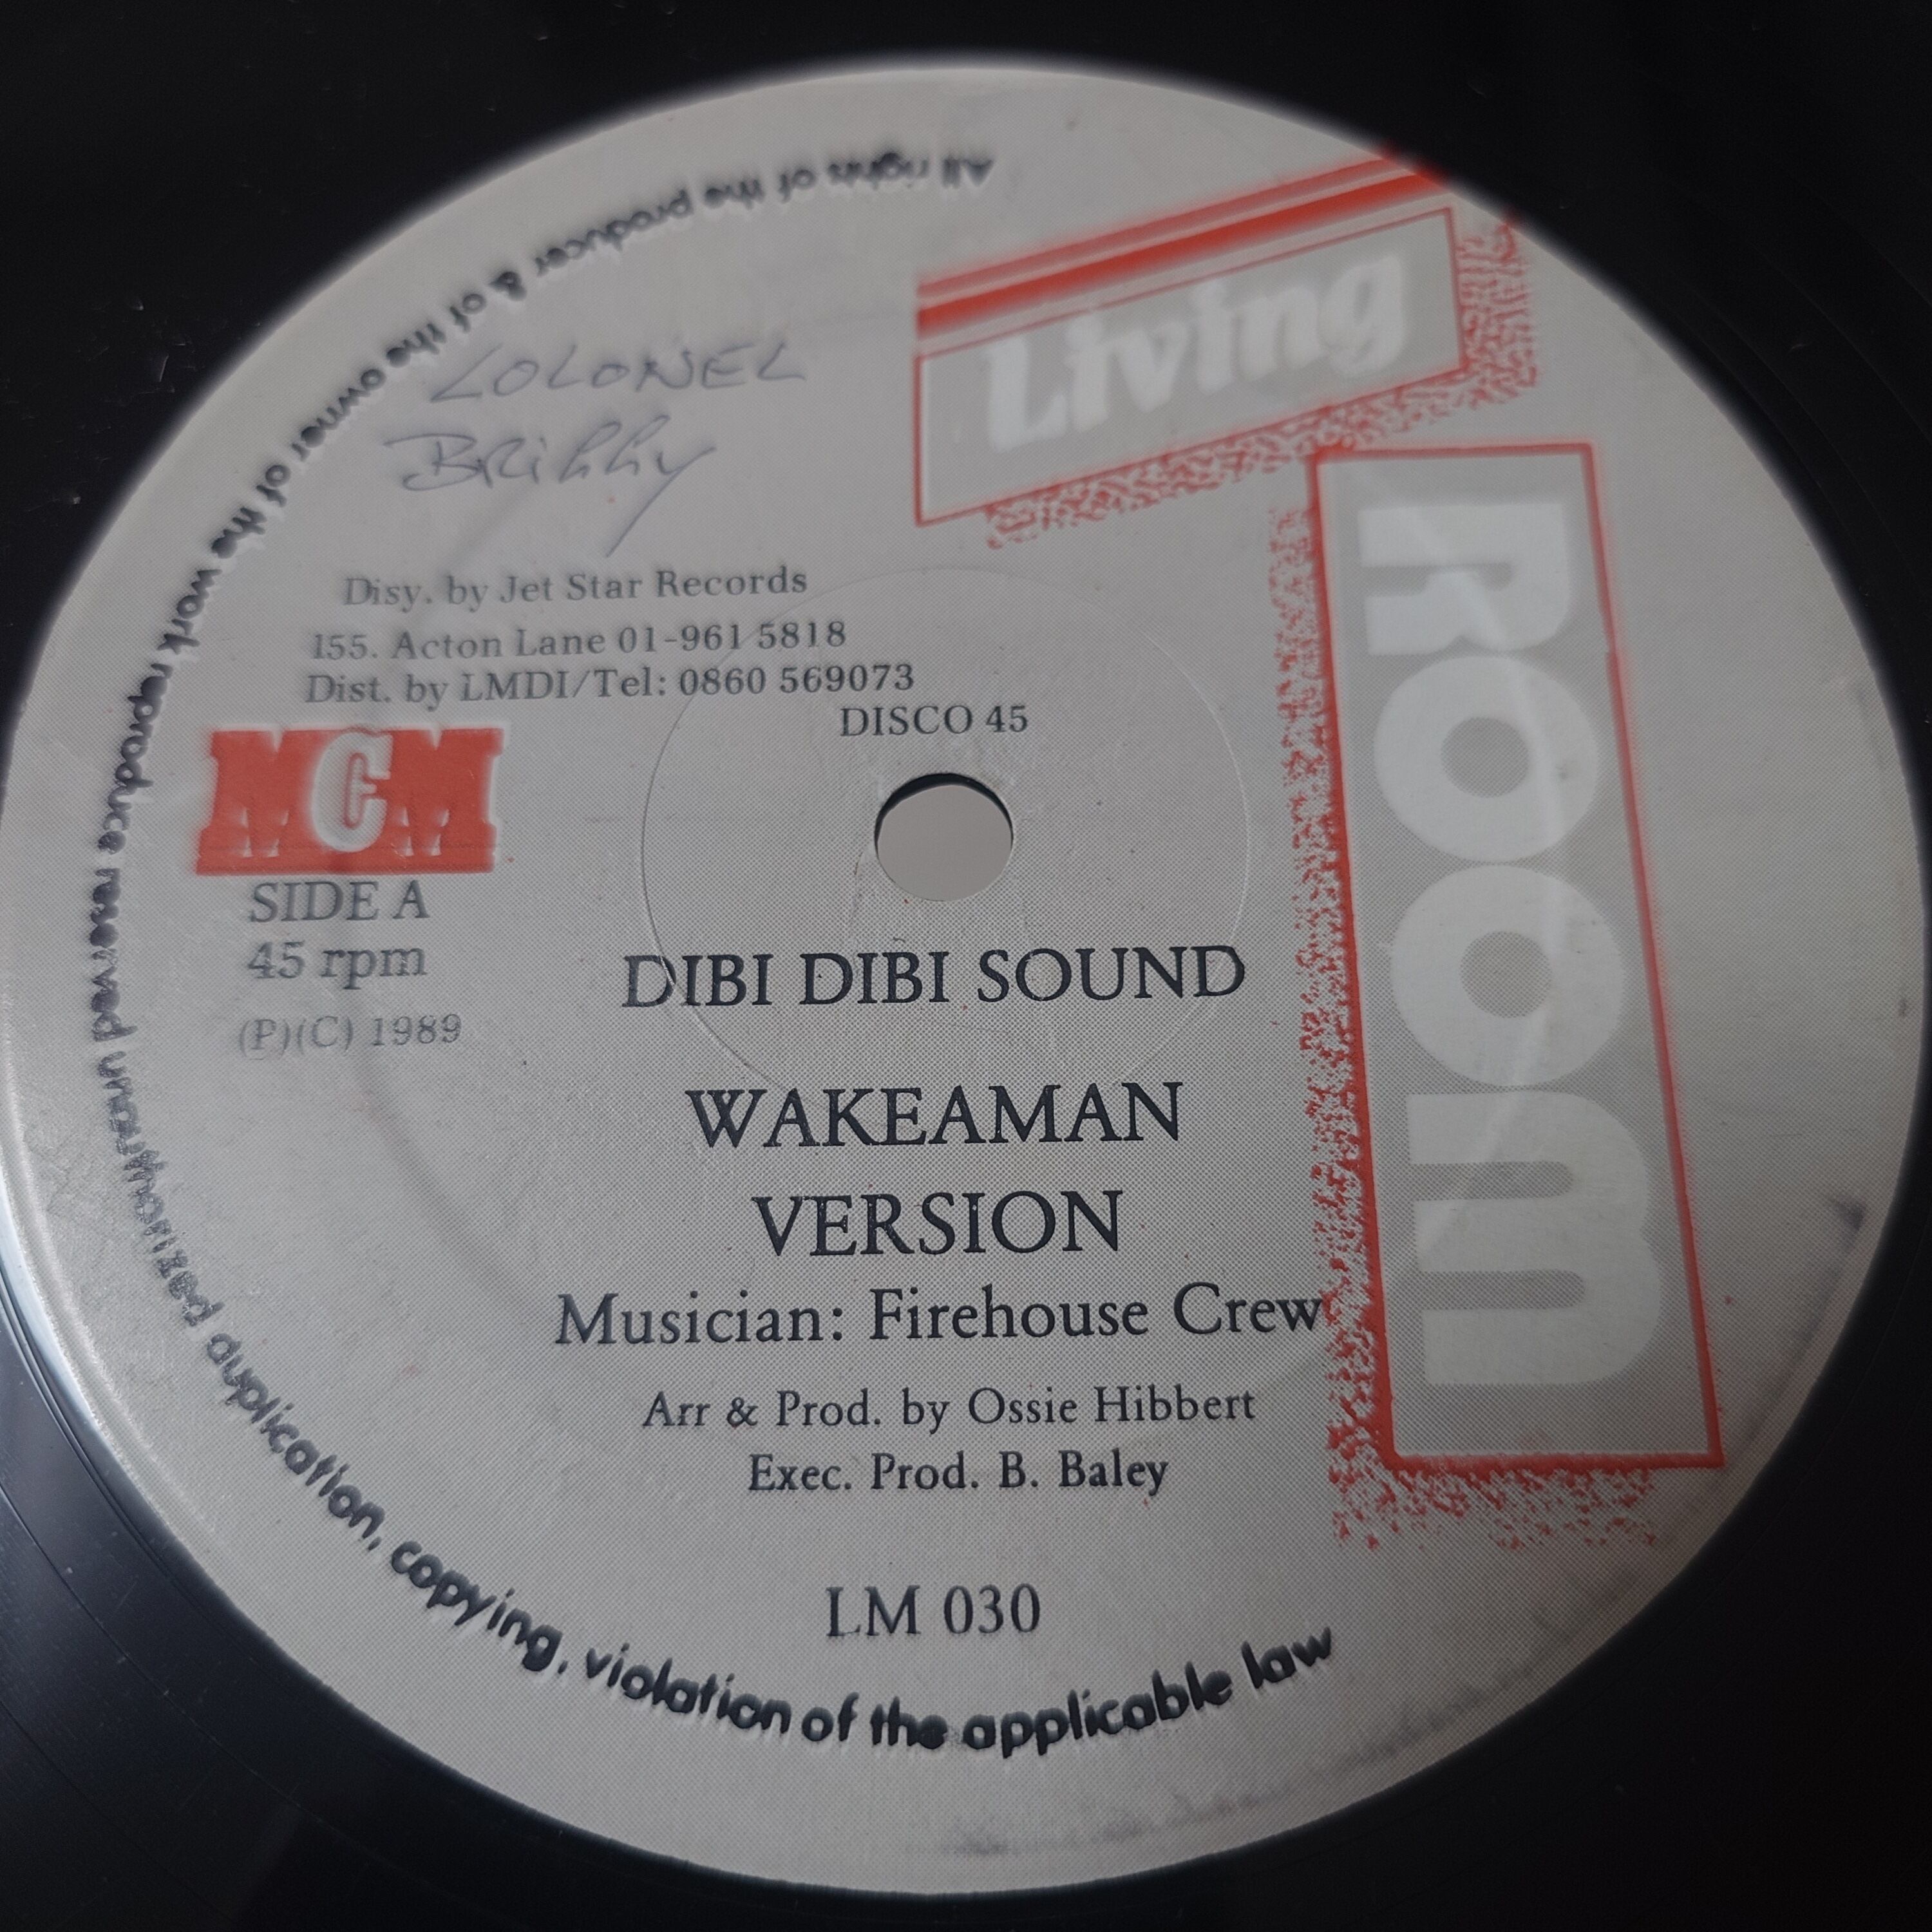 All rights of the producer & of the owner of the work reproduce reserved unauthorized duplication, copying, violation of the applicable law
Living
Room
COLONEL
Brihhy
Disy. by Jet Star Records
155. Acton Lane 01-961 5818
Dist. by LMDI/Tel: 0860 569073
DISCO 45
MCM
SIDE A
45 rpm
(P)(C) 1989
DIBI DIBI SOUND
WAKEAMAN
VERSION
Musician: Firehouse Crew
Arr & Prod. by Ossie Hibbert
Exec. Prod. B. Baley
LM 030